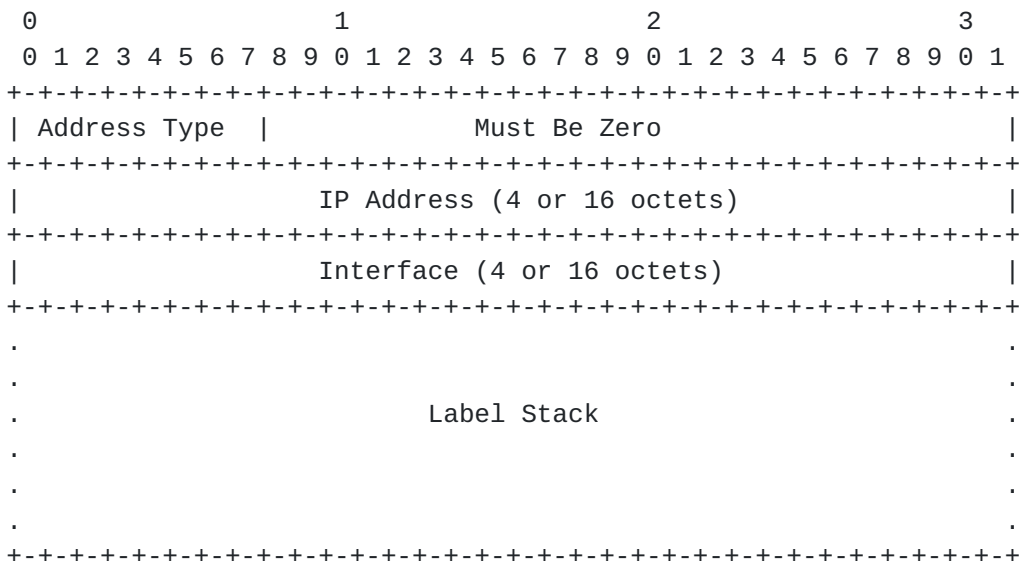 0                   1                   2                   3
 0 1 2 3 4 5 6 7 8 9 0 1 2 3 4 5 6 7 8 9 0 1 2 3 4 5 6 7 8 9 0 1
+-+-+-+-+-+-+-+-+-+-+-+-+-+-+-+-+-+-+-+-+-+-+-+-+-+-+-+-+-+-+-+-+
| Address Type  |             Must Be Zero                      |
+-+-+-+-+-+-+-+-+-+-+-+-+-+-+-+-+-+-+-+-+-+-+-+-+-+-+-+-+-+-+-+-+
|                   IP Address (4 or 16 octets)                 |
+-+-+-+-+-+-+-+-+-+-+-+-+-+-+-+-+-+-+-+-+-+-+-+-+-+-+-+-+-+-+-+-+
|                   Interface (4 or 16 octets)                  |
+-+-+-+-+-+-+-+-+-+-+-+-+-+-+-+-+-+-+-+-+-+-+-+-+-+-+-+-+-+-+-+-+
.                                                               .
.                                                               .
.                          Label Stack                          .
.                                                               .
.                                                               .
.                                                               .
+-+-+-+-+-+-+-+-+-+-+-+-+-+-+-+-+-+-+-+-+-+-+-+-+-+-+-+-+-+-+-+-+